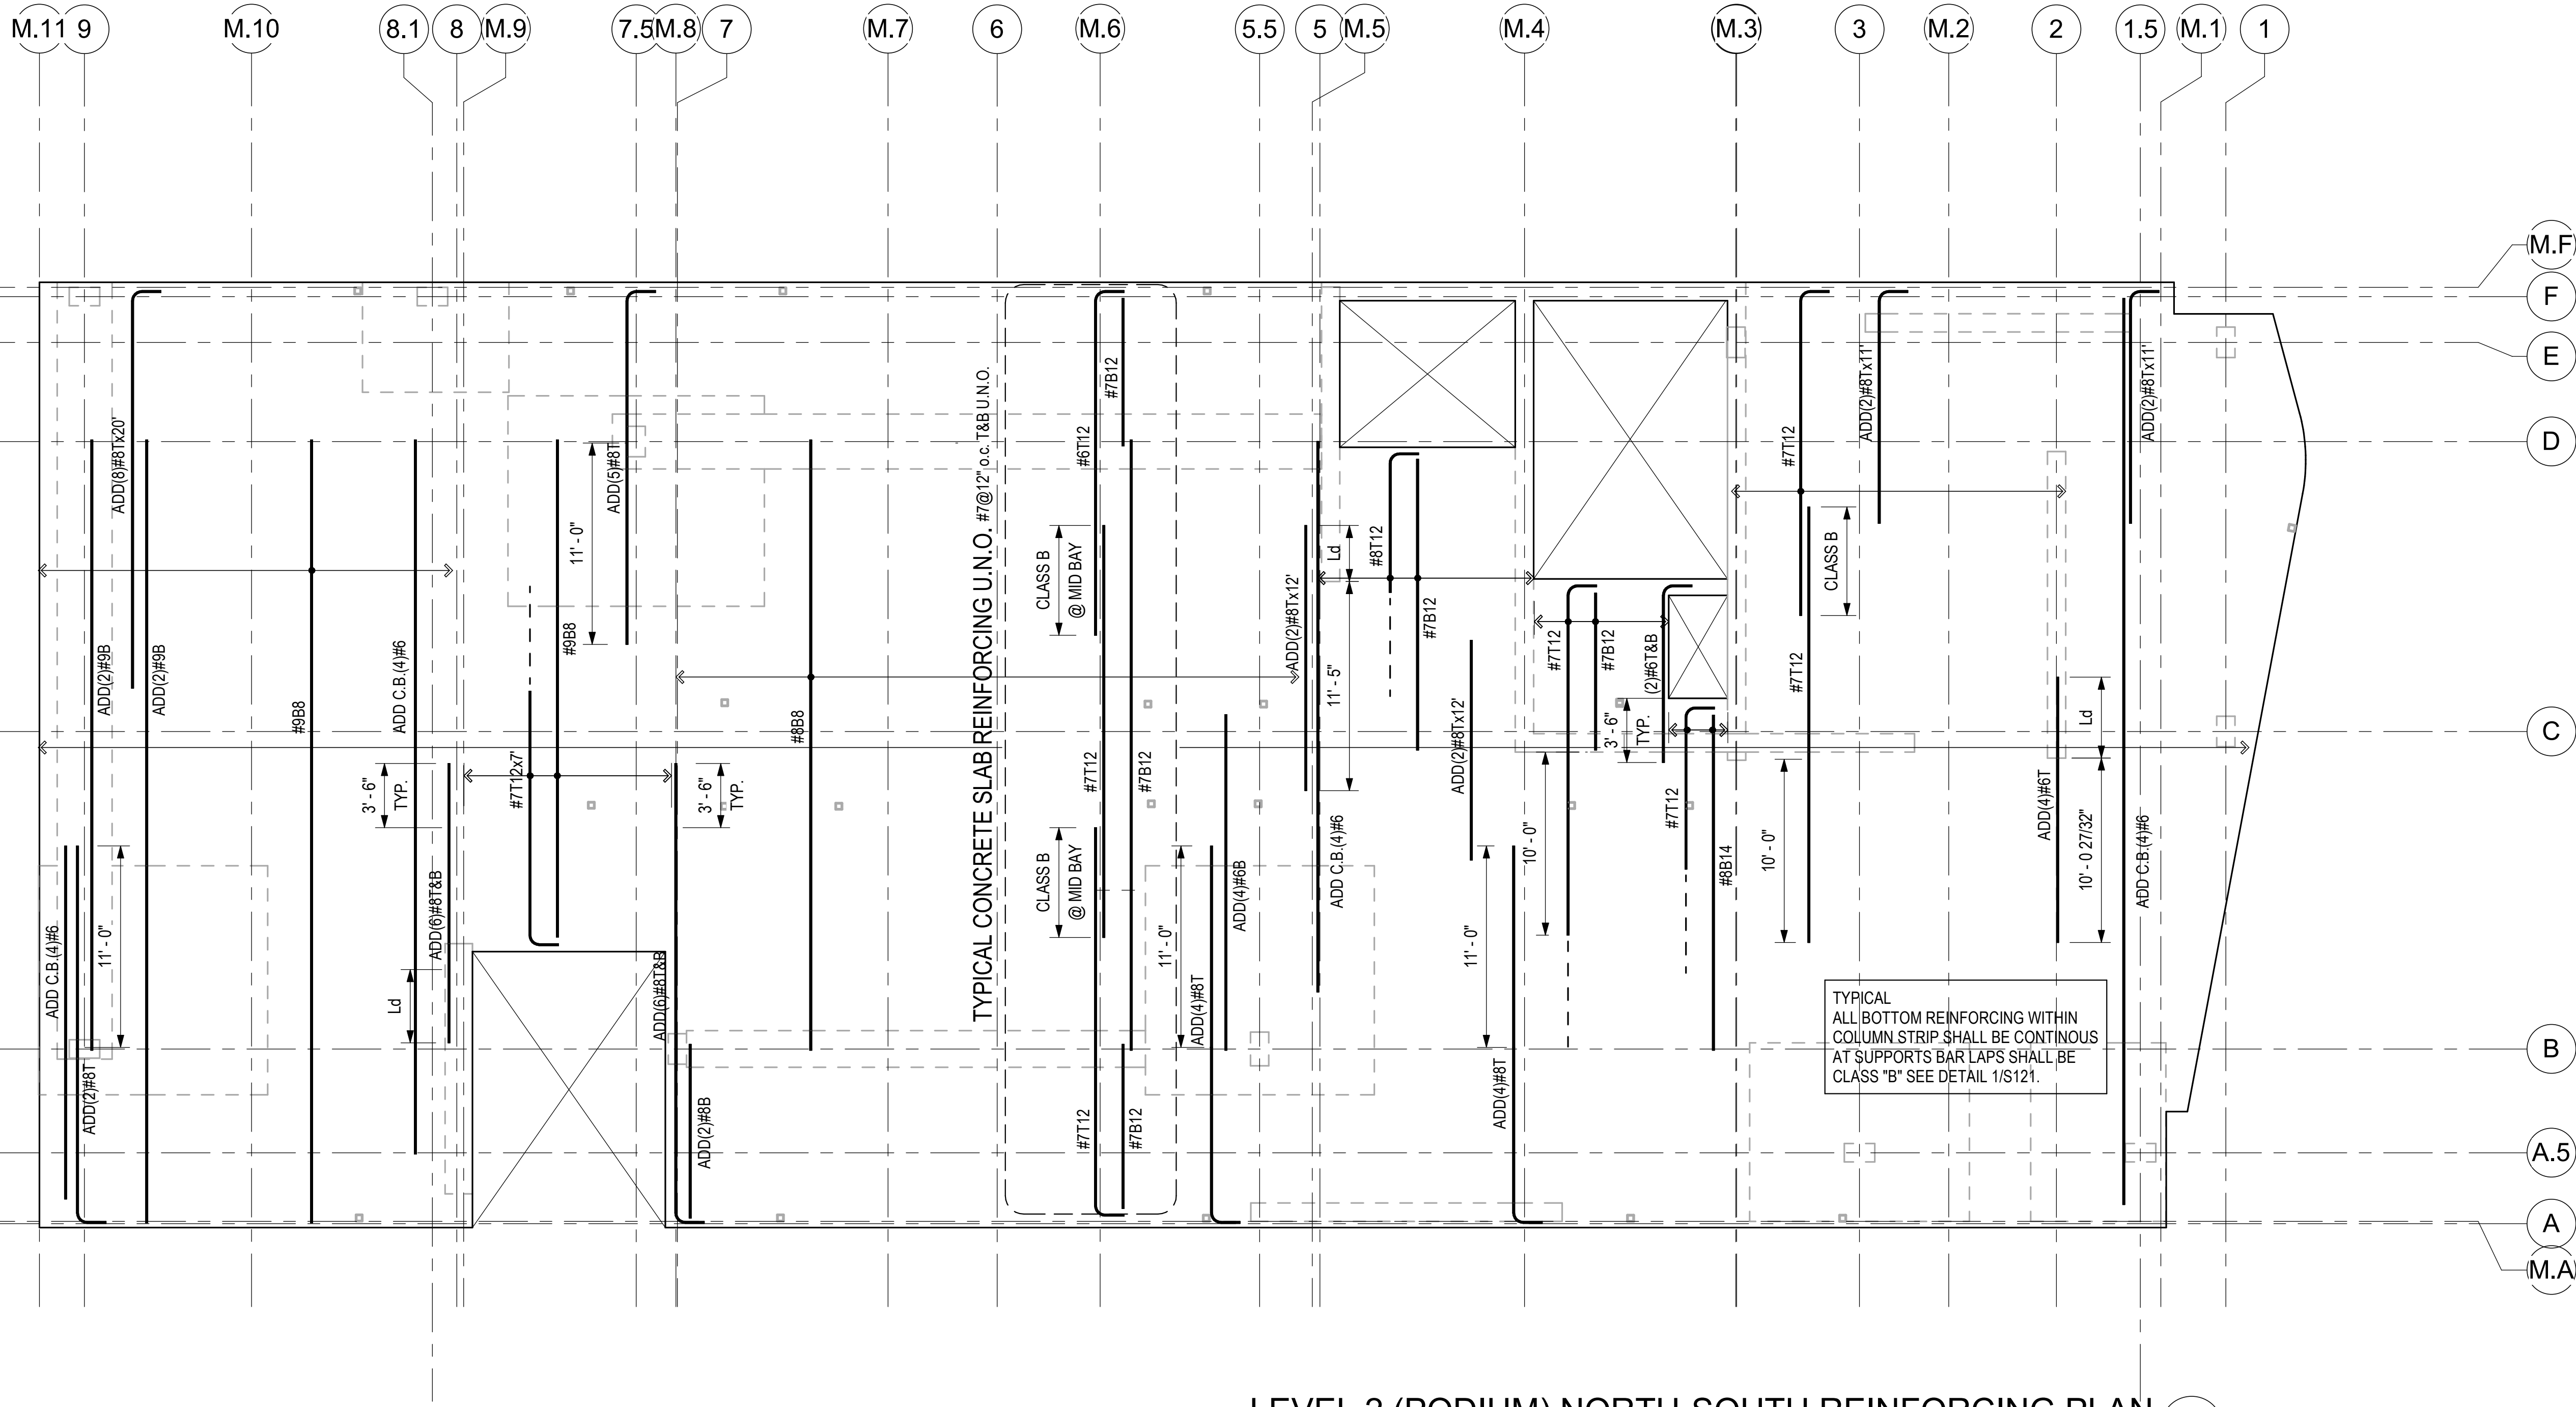 M.11 9 M.10 8.1 8 M.9 7.5 M.8 7 M.7 6 M.6 5.5 5 M.5 M.4 M.3 3 M.2 2 1.5 M.1 1
M.F
F
E
D
C
B
A.5
A
M.A
ADD(8)#8Tx20'
ADD(2)#9B
ADD(2)#9B
ADD C.B.(4)#6
11' - 0"
ADD(2)#8T
#9B8
ADD C.B.(4)#6
3' - 6"
TYP.
ADD(6)#8T&B
Ld
#7T12x7'
#9B8
11' - 0"
ADD(5)#8T
ADD(6)#8T&B
3' - 6"
TYP.
ADD(2)#8B
#8B8
TYPICAL CONCRETE SLAB REINFORCING U.N.O. #7@12" o.c. T&B U.N.O.
#6T12
#7B12
CLASS B
@ MID BAY
#7T12
#7B12
CLASS B
@ MID BAY
#7T12
#7B12
11' - 0"
ADD(4)#8T
ADD(4)#6B
ADD(2)#8Tx12'
Ld
11' - 5"
ADD C.B.(4)#6
#8T12
#7B12
ADD(2)#8Tx12'
11' - 0"
ADD(4)#8T
#7T12
#7B12
10' - 0"
(2)#6T&B
3' - 6"
TYP.
#7T12
#8B14
#7T12
CLASS B
#7T12
10' - 0"
ADD(2)#8Tx11'
ADD(4)#6T
Ld
10' - 0 27/32"
ADD(2)#8Tx11'
ADD C.B.(4)#6
TYPICAL
ALL BOTTOM REINFORCING WITHIN
COLUMN STRIP SHALL BE CONTINOUS
AT SUPPORTS BAR LAPS SHALL BE
CLASS "B" SEE DETAIL 1/S121.
LEVEL 2 (PODIUM) NORTH-SOUTH REINFORCING PLAN